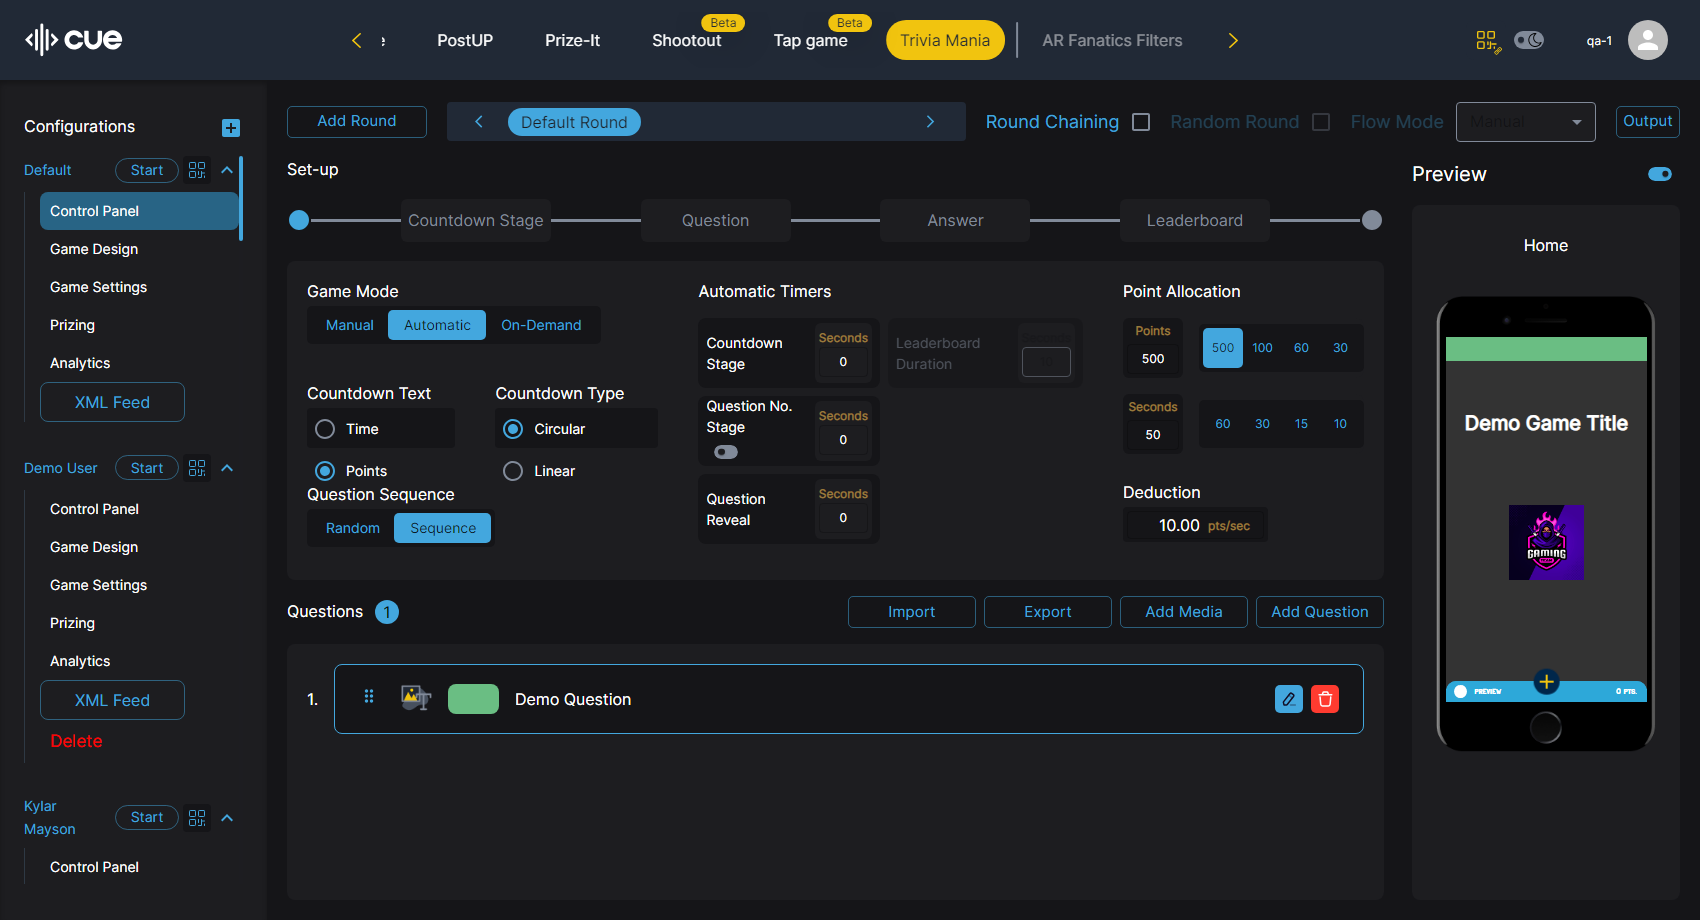 cue
PostUP
Prize-It
Beta
Shootout
Beta
Tap game
Trivia Mania
AR Fanatics Filters
qa-1
Configurations
Default
Start
Control Panel
Game Design
Game Settings
Prizing
Analytics
XML Feed
Demo User
Start
Control Panel
Game Design
Game Settings
Prizing
Analytics
XML Feed
Delete
Kylar
Mayson
Start
Control Panel
Add Round
Default Round
Round Chaining
Random Round
Flow Mode
Manual
Output
Set-up
Countdown Stage
Question
Answer
Leaderboard
Game Mode
Manual
Automatic
On-Demand
Countdown Text
Time
Points
Countdown Type
Circular
Linear
Question Sequence
Random
Sequence
Automatic Timers
Countdown
Stage
Seconds
0
Leaderboard
Duration
Question No.
Stage
Seconds
0
Question
Reveal
Seconds
0
Point Allocation
Points
500
500 100 60 30
Seconds
50
60 30 15 10
Deduction
10.00 pts/sec
Questions 1
Import
Export
Add Media
Add Question
1.
Demo Question
Preview
Home
Demo Game Title
GAMING
PREVIEW
0 PTS.